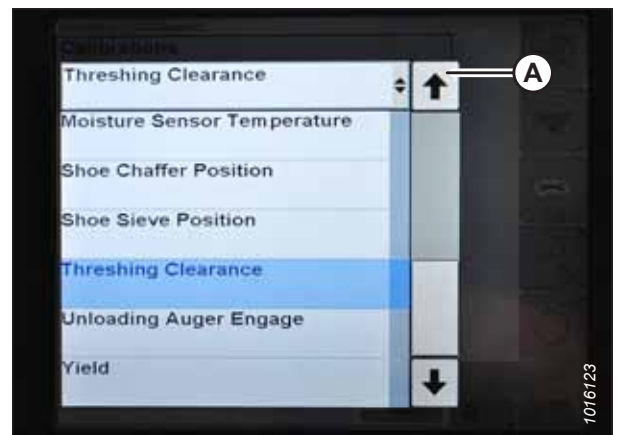 Calibrations
Threshing Clearance
A
Moisture Sensor Temperature
Shoe Chaffer Position
Shoe Sieve Position
Threshing Clearance
Unloading Auger Engage
Yield
1016123